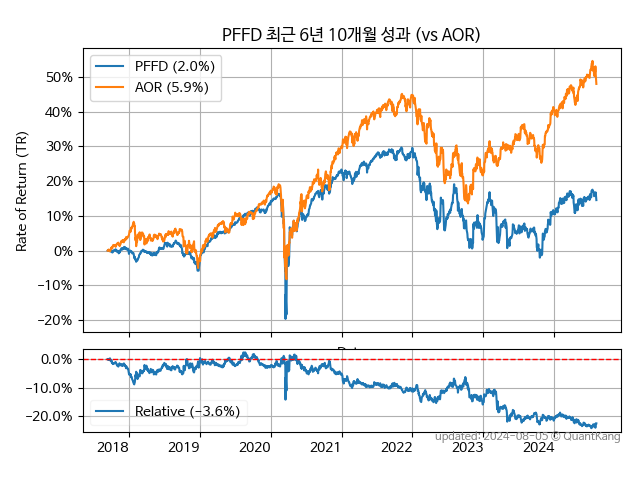 PFFD 최근 6년 10개월 성과 (vs AOR)
PFFD (2.0%)
AOR (5.9%)
Rate of Return (TR)
50%
40%
30%
20%
10%
0%
−10%
−20%
0.0%
−10.0%
−20.0%
Relative (−3.6%)
2018 2019 2020 2021 2022 2023 2024
updated: 2024-08-05 © QuantKang